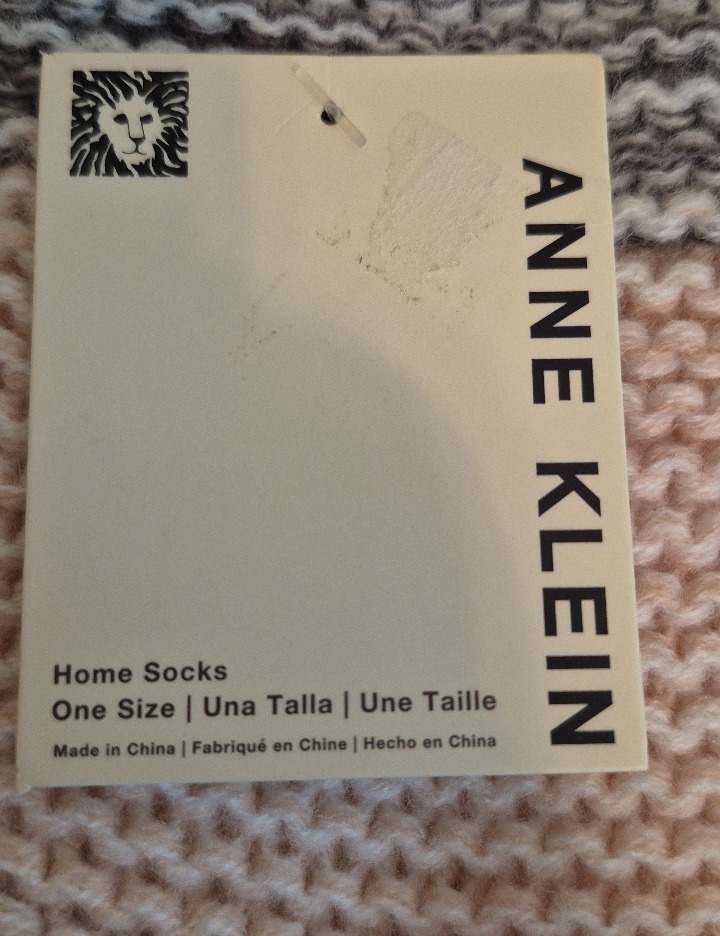 ANNE KLEIN
Home Socks
One Size | Una Talla | Une Taille
Made in China | Fabriqué en Chine | Hecho en China